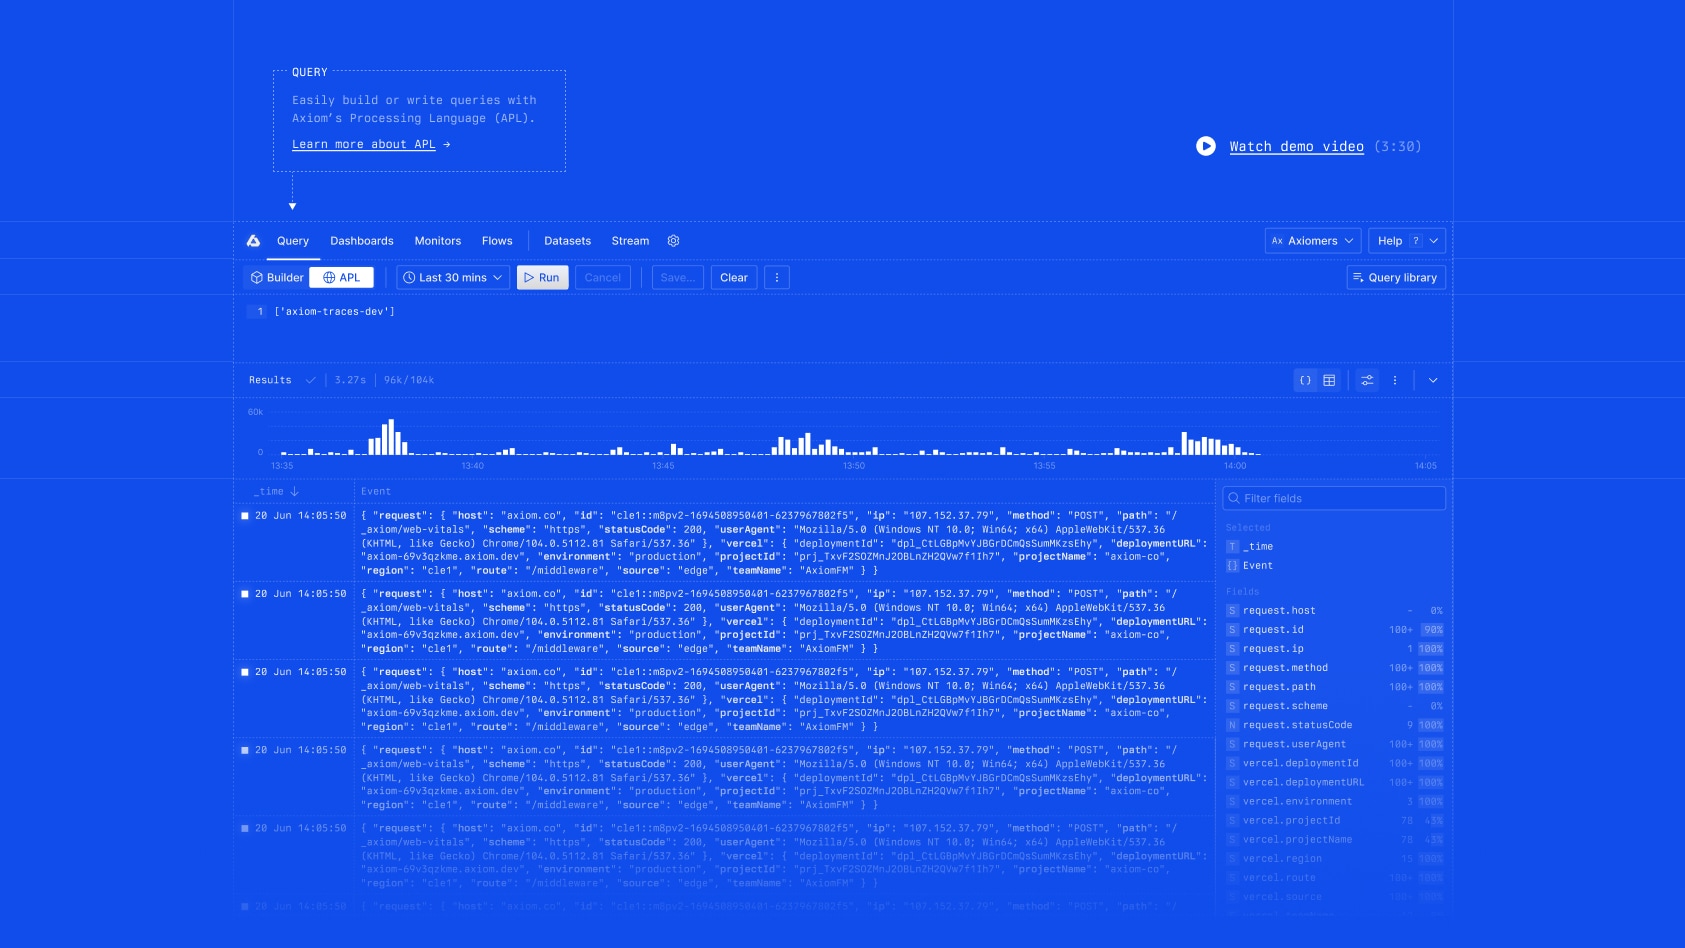 QUERY
Easily build or write queries with
Axiom’s Processing Language (APL).
Learn more about APL →
Watch demo video (3:30)
Query Dashboards Monitors Flows Datasets Stream Ax Axiomers Help ?
Builder APL Last 30 mins Run Cancel Save... Clear Query library
1 ['axiom-traces-dev']
Results 3.27s 96k/104k {}
60k
0
13:35 13:40 13:45 13:50 13:55 14:00 14:05
_time ↓ Event
20 Jun 14:05:50 { "request": { "host": "axiom.co", "id": "cle1::m8pv2-1694508950401-6237967802f5", "ip": "107.152.37.79", "method": "POST", "path": "/
_axiom/web-vitals", "scheme": "https", "statusCode": 200, "userAgent": "Mozilla/5.0 (Windows NT 10.0; Win64; x64) AppleWebKit/537.36
(KHTML, like Gecko) Chrome/104.0.5112.81 Safari/537.36" }, "vercel": { "deploymentId": "dpl_CtLGBpMvYJBGrDCmQsSumMKzsEhy", "deploymentURL":
"axiom-69v3qzkme.axiom.dev", "environment": "production", "projectId": "prj_TxvF2SOZMnJ2OBLnZH2QVw7f1Ih7", "projectName": "axiom-co",
"region": "cle1", "route": "/middleware", "source": "edge", "teamName": "AxiomFM" } }
20 Jun 14:05:50 { "request": { "host": "axiom.co", "id": "cle1::m8pv2-1694508950401-6237967802f5", "ip": "107.152.37.79", "method": "POST", "path": "/
_axiom/web-vitals", "scheme": "https", "statusCode": 200, "userAgent": "Mozilla/5.0 (Windows NT 10.0; Win64; x64) AppleWebKit/537.36
(KHTML, like Gecko) Chrome/104.0.5112.81 Safari/537.36" }, "vercel": { "deploymentId": "dpl_CtLGBpMvYJBGrDCmQsSumMKzsEhy", "deploymentURL":
"axiom-69v3qzkme.axiom.dev", "environment": "production", "projectId": "prj_TxvF2SOZMnJ2OBLnZH2QVw7f1Ih7", "projectName": "axiom-co",
"region": "cle1", "route": "/middleware", "source": "edge", "teamName": "AxiomFM" } }
20 Jun 14:05:50 { "request": { "host": "axiom.co", "id": "cle1::m8pv2-1694508950401-6237967802f5", "ip": "107.152.37.79", "method": "POST", "path": "/
_axiom/web-vitals", "scheme": "https", "statusCode": 200, "userAgent": "Mozilla/5.0 (Windows NT 10.0; Win64; x64) AppleWebKit/537.36
(KHTML, like Gecko) Chrome/104.0.5112.81 Safari/537.36" }, "vercel": { "deploymentId": "dpl_CtLGBpMvYJBGrDCmQsSumMKzsEhy", "deploymentURL":
"axiom-69v3qzkme.axiom.dev", "environment": "production", "projectId": "prj_TxvF2SOZMnJ2OBLnZH2QVw7f1Ih7", "projectName": "axiom-co",
"region": "cle1", "route": "/middleware", "source": "edge", "teamName": "AxiomFM" } }
20 Jun 14:05:50 { "request": { "host": "axiom.co", "id": "cle1::m8pv2-1694508950401-6237967802f5", "ip": "107.152.37.79", "method": "POST", "path": "/
_axiom/web-vitals", "scheme": "https", "statusCode": 200, "userAgent": "Mozilla/5.0 (Windows NT 10.0; Win64; x64) AppleWebKit/537.36
(KHTML, like Gecko) Chrome/104.0.5112.81 Safari/537.36" }, "vercel": { "deploymentId": "dpl_CtLGBpMvYJBGrDCmQsSumMKzsEhy", "deploymentURL":
"axiom-69v3qzkme.axiom.dev", "environment": "production", "projectId": "prj_TxvF2SOZMnJ2OBLnZH2QVw7f1Ih7", "projectName": "axiom-co",
"region": "cle1", "route": "/middleware", "source": "edge", "teamName": "AxiomFM" } }
20 Jun 14:05:50 { "request": { "host": "axiom.co", "id": "cle1::m8pv2-1694508950401-6237967802f5", "ip": "107.152.37.79", "method": "POST", "path": "/
_axiom/web-vitals", "scheme": "https", "statusCode": 200, "userAgent": "Mozilla/5.0 (Windows NT 10.0; Win64; x64) AppleWebKit/537.36
(KHTML, like Gecko) Chrome/104.0.5112.81 Safari/537.36" }, "vercel": { "deploymentId": "dpl_CtLGBpMvYJBGrDCmQsSumMKzsEhy", "deploymentURL":
"axiom-69v3qzkme.axiom.dev", "environment": "production", "projectId": "prj_TxvF2SOZMnJ2OBLnZH2QVw7f1Ih7", "projectName": "axiom-co",
"region": "cle1", "route": "/middleware", "source": "edge", "teamName": "AxiomFM" } }
20 Jun 14:05:50 { "request": { "host": "axiom.co", "id": "cle1::m8pv2-1694508950401-6237967802f5", "ip": "107.152.37.79", "method": "POST", "path": "/
Filter fields
Selected
T _time
{} Event
Fields
S request.host - 0%
S request.id 100+ 90%
S request.ip 1 100%
S request.method 100+ 100%
S request.path 100+ 100%
S request.scheme - 0%
N request.statusCode 9 100%
S request.userAgent 100+ 100%
S vercel.deploymentId 100+ 100%
S vercel.deploymentURL 100+ 100%
S vercel.environment 3 100%
S vercel.projectId 78 43%
S vercel.projectName 78 43%
S vercel.region 15 100%
S vercel.route 100+ 100%
S vercel.source 100+ 100%